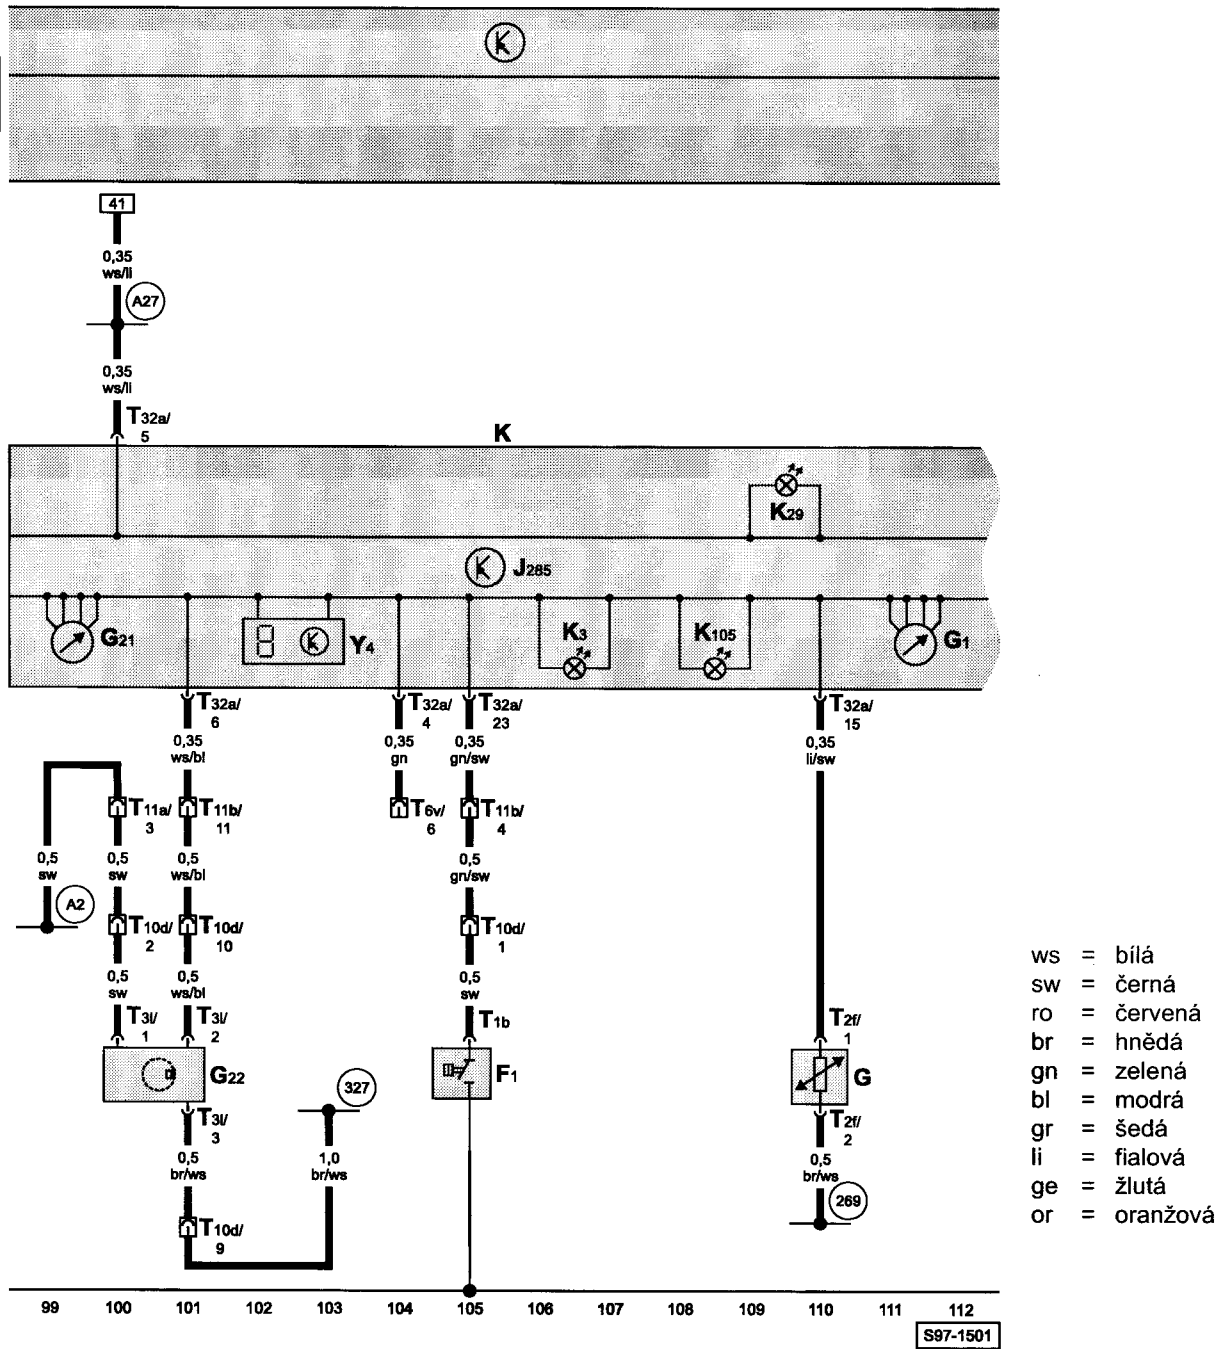 41
0,35
ws/li
A27
0,35
ws/li
T32a/
5
K
K29
J285
G21
Y4
K3
K105
G1
T32a/
6
T32a/
4
T32a/
23
T32a/
15
0,35
ws/bl
0,35
gn
0,35
gn/sw
0,35
li/sw
T11a/
3
T11b/
11
T6v/
6
T11b/
4
0,5
sw
0,5
sw
0,5
ws/bl
0,5
gn/sw
A2
T10d/
2
T10d/
10
T10d/
1
0,5
sw
0,5
ws/bl
0,5
sw
T3l/
1
T3l/
2
T1b
T2f/
1
G22
F1
G
327
T3l/
3
T2f/
2
0,5
br/ws
1,0
br/ws
0,5
br/ws
269
T10d/
9
ws = bílá
sw = černá
ro = červená
br = hnědá
gn = zelená
bl = modrá
gr = šedá
li = fialová
ge = žlutá
or = oranžová
99 100 101 102 103 104 105 106 107 108 109 110 111 112
S97-1501